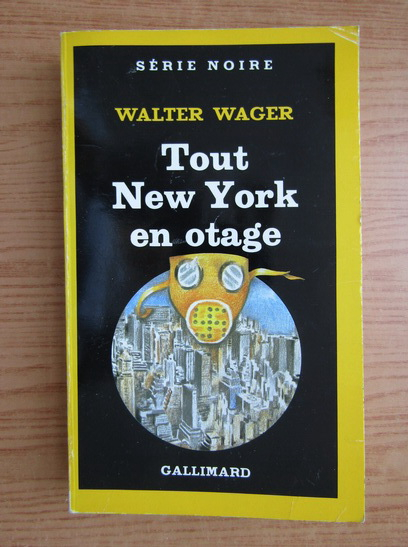 SÉRIE NOIRE
WALTER WAGER
Tout
New York
en otage
GALLIMARD